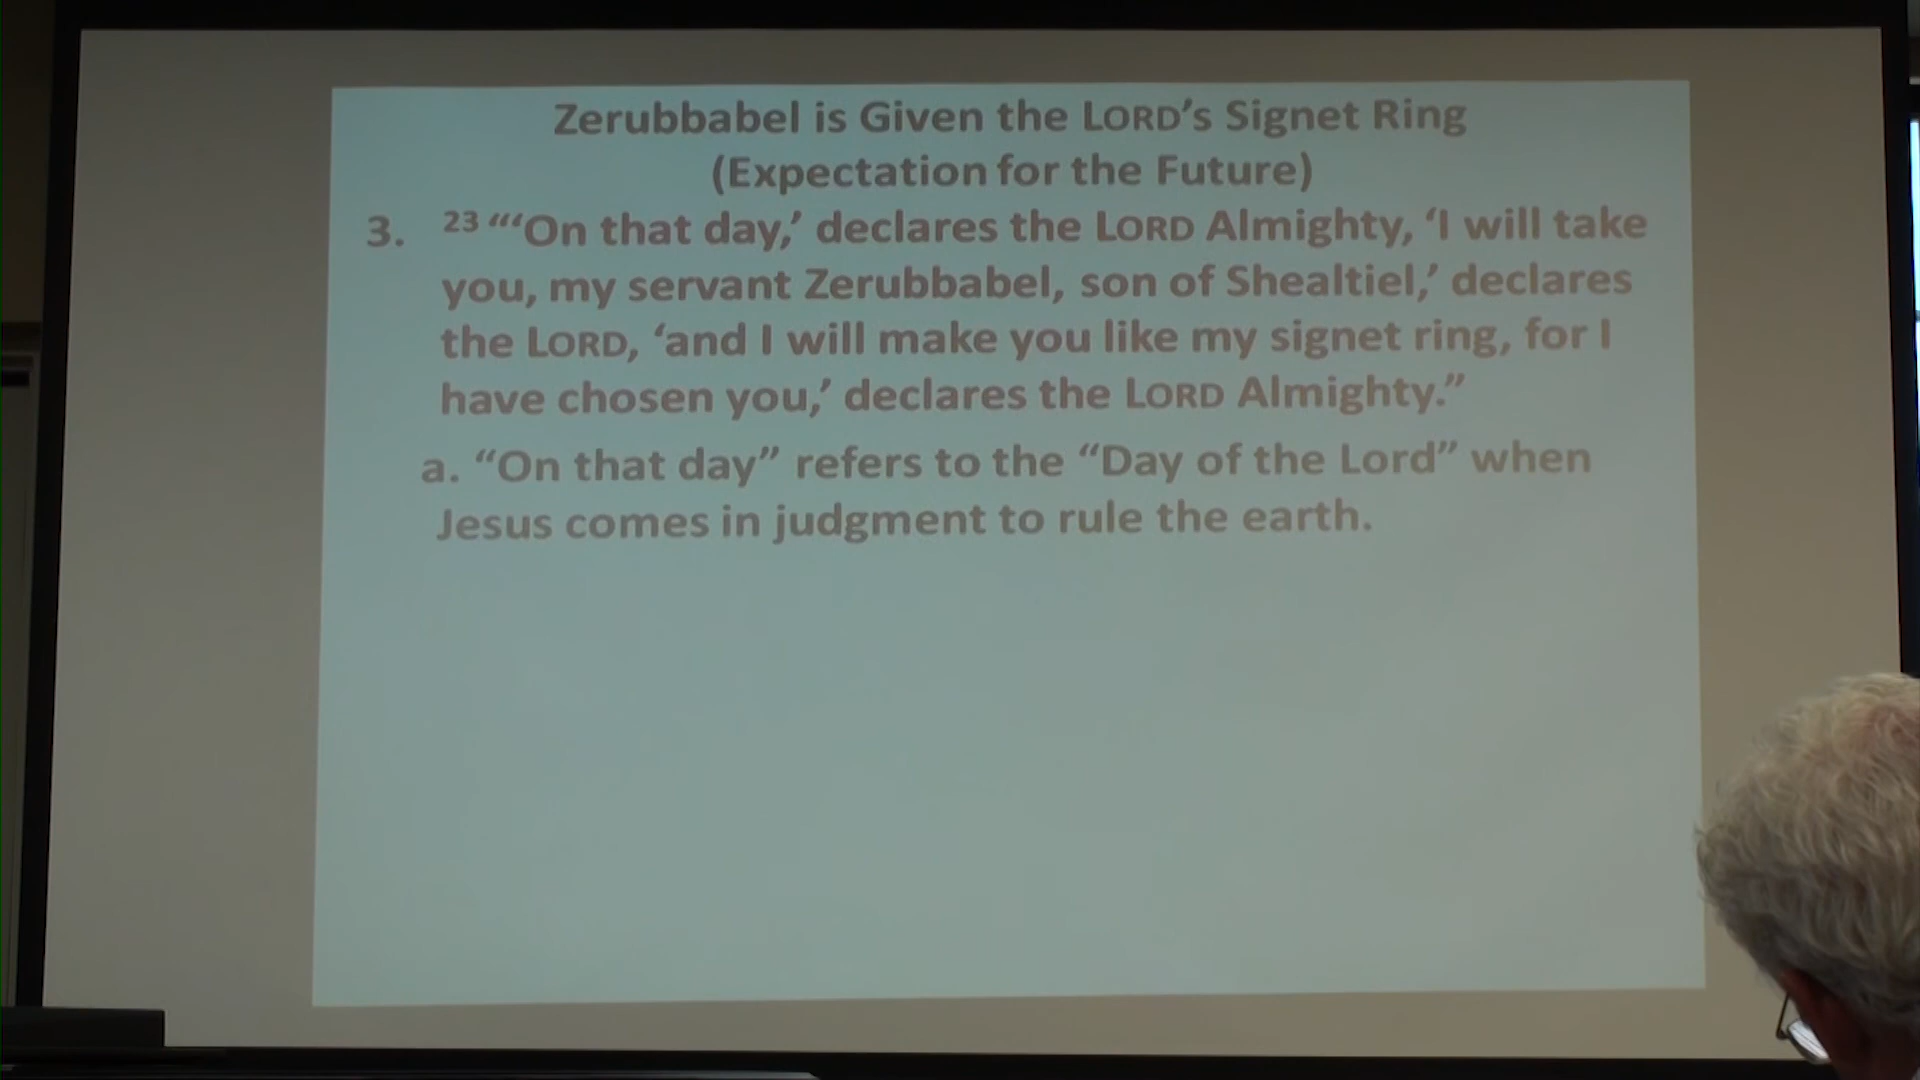 Zerubbabel is Given the LORD’s Signet Ring
(Expectation for the Future)
3. 23 “‘On that day,’ declares the LORD Almighty, ‘I will take
you, my servant Zerubbabel, son of Shealtiel,’ declares
the LORD, ‘and I will make you like my signet ring, for I
have chosen you,’ declares the LORD Almighty.”
a. “On that day” refers to the “Day of the Lord” when
Jesus comes in judgment to rule the earth.